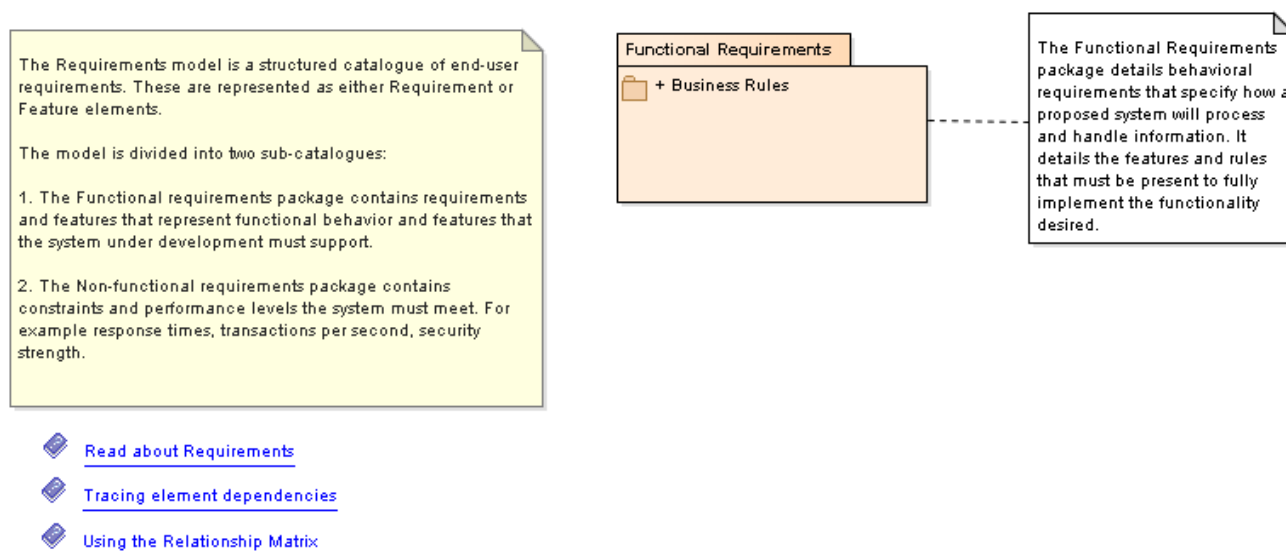 The Requirements model is a structured catalogue of end-user
requirements. These are represented as either Requirement or
Feature elements.
The model is divided into two sub-catalogues:
1. The Functional requirements package contains requirements
and features that represent functional behavior and features that
the system under development must support.
2. The Non-functional requirements package contains
constraints and performance levels the system must meet. For
example response times, transactions per second, security
strength.
Read about Requirements
Tracing element dependencies
Using the Relationship Matrix
Functional Requirements
+ Business Rules
The Functional Requirements
package details behavioral
requirements that specify how a
proposed system will process
and handle information. It
details the features and rules
that must be present to fully
implement the functionality
desired.